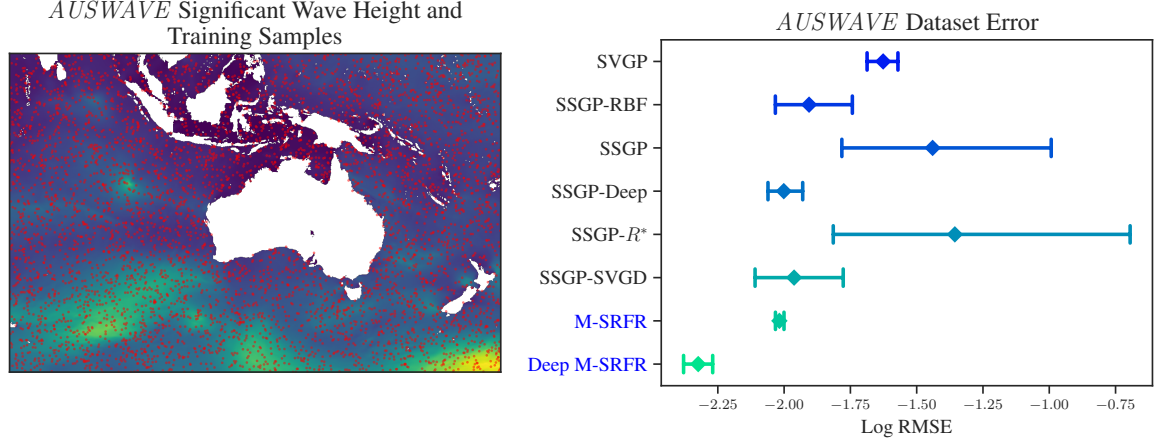 AUSWAVE Significant Wave Height and
Training Samples
AUSWAVE Dataset Error
SVGP
SSGP-RBF
SSGP
SSGP-Deep
SSGP-R*
SSGP-SVGD
M-SRFR
Deep M-SRFR
−2.25 −2.00 −1.75 −1.50 −1.25 −1.00 −0.75
Log RMSE